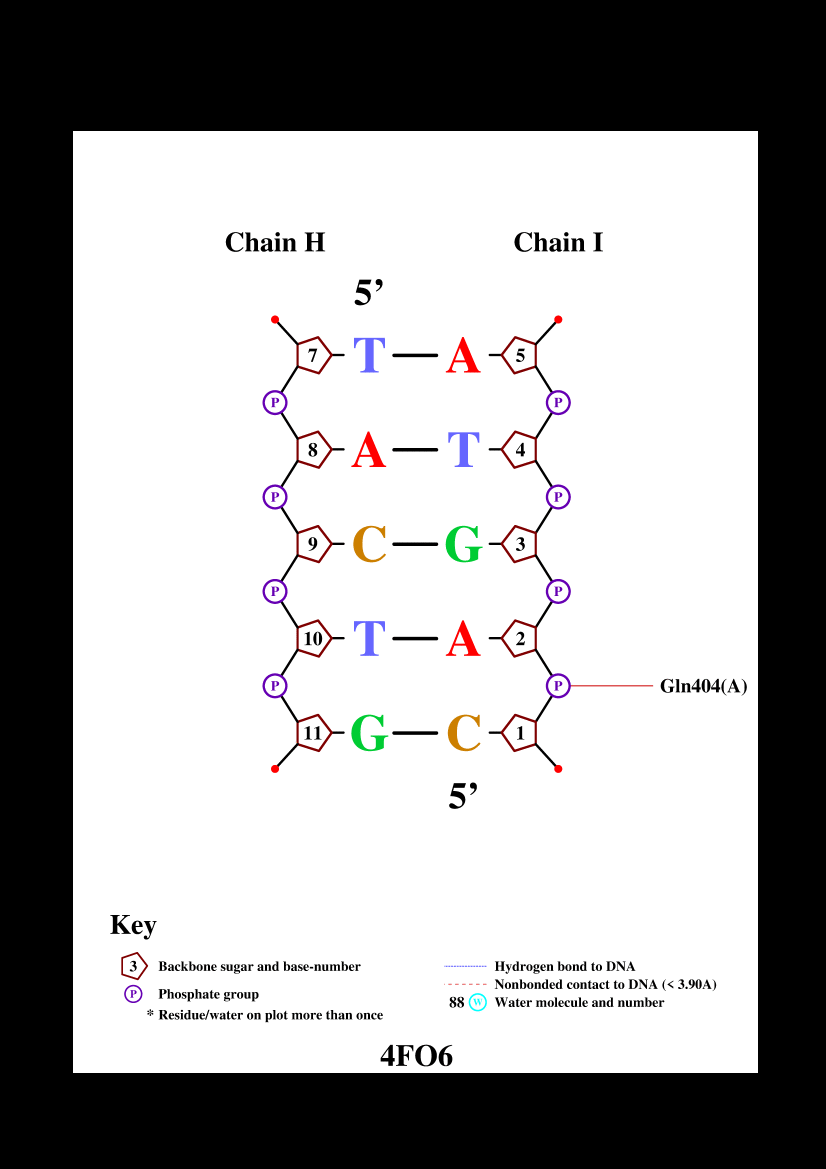 Chain H Chain I
5’
7 T A 5
P P
8 A T 4
P P
9 C G 3
P P
10 T A 2
P P Gln404(A)
11 G C 1
5’
Key
3 Backbone sugar and base-number
P Phosphate group
* Residue/water on plot more than once
Hydrogen bond to DNA
Nonbonded contact to DNA (< 3.90A)
88 W Water molecule and number
4FO6